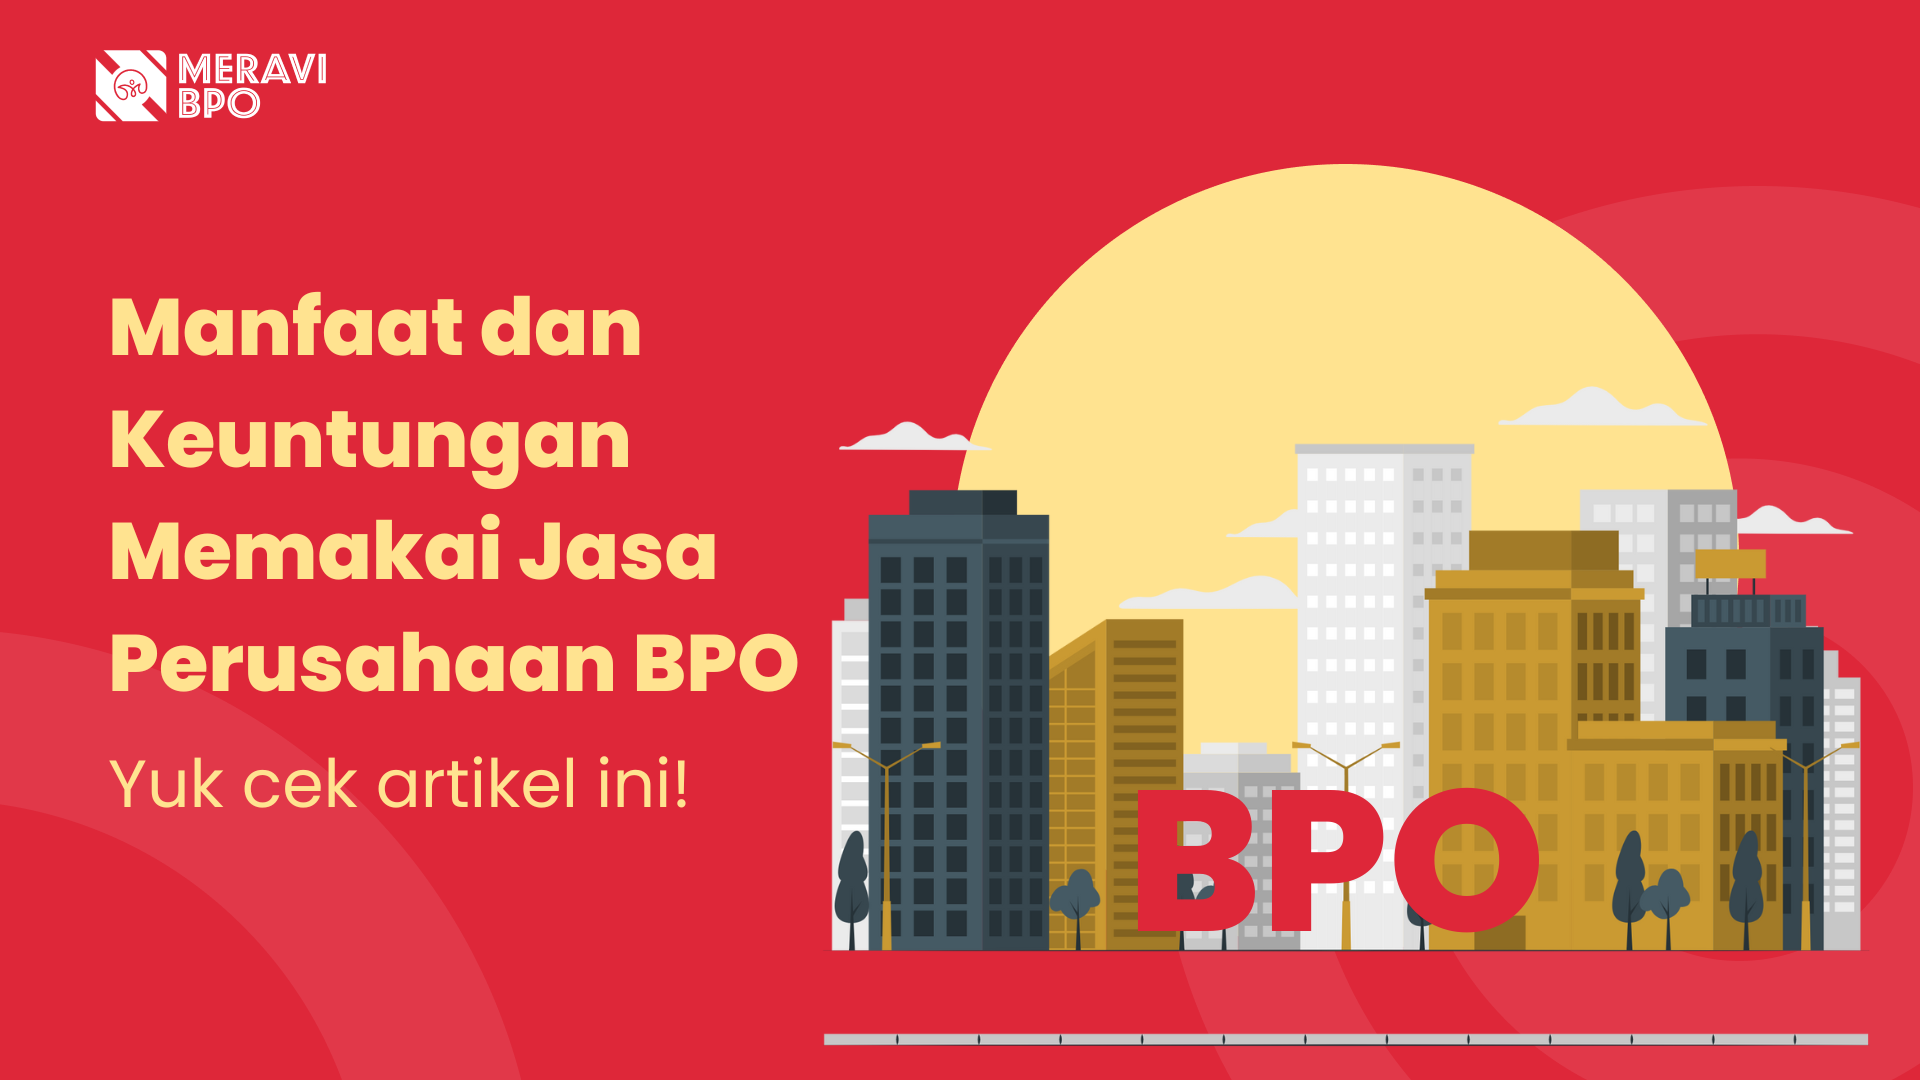 MERAVI
BPO
Manfaat dan
Keuntungan
Memakai Jasa
Perusahaan BPO
Yuk cek artikel ini!
BPO